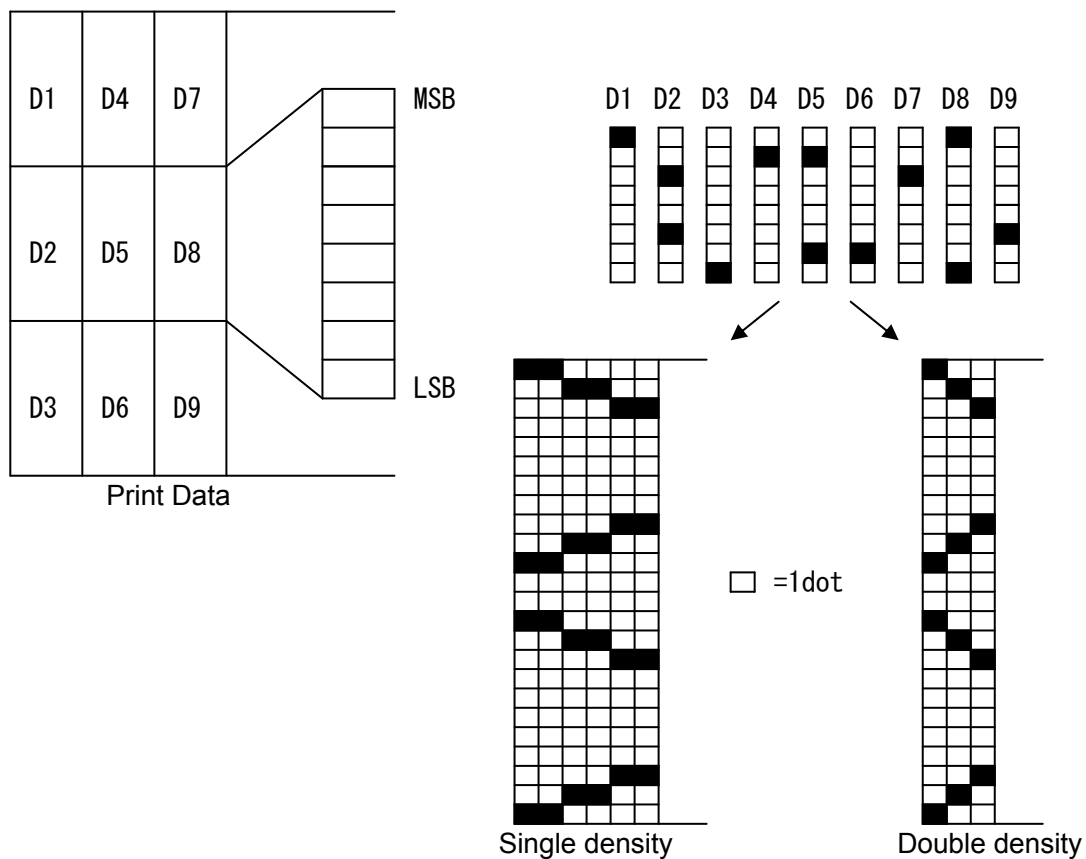 D1 D4 D7
D2 D5 D8
D3 D6 D9
Print Data
MSB
LSB
D1 D2 D3 D4 D5 D6 D7 D8 D9
=1dot
Single density
Double density